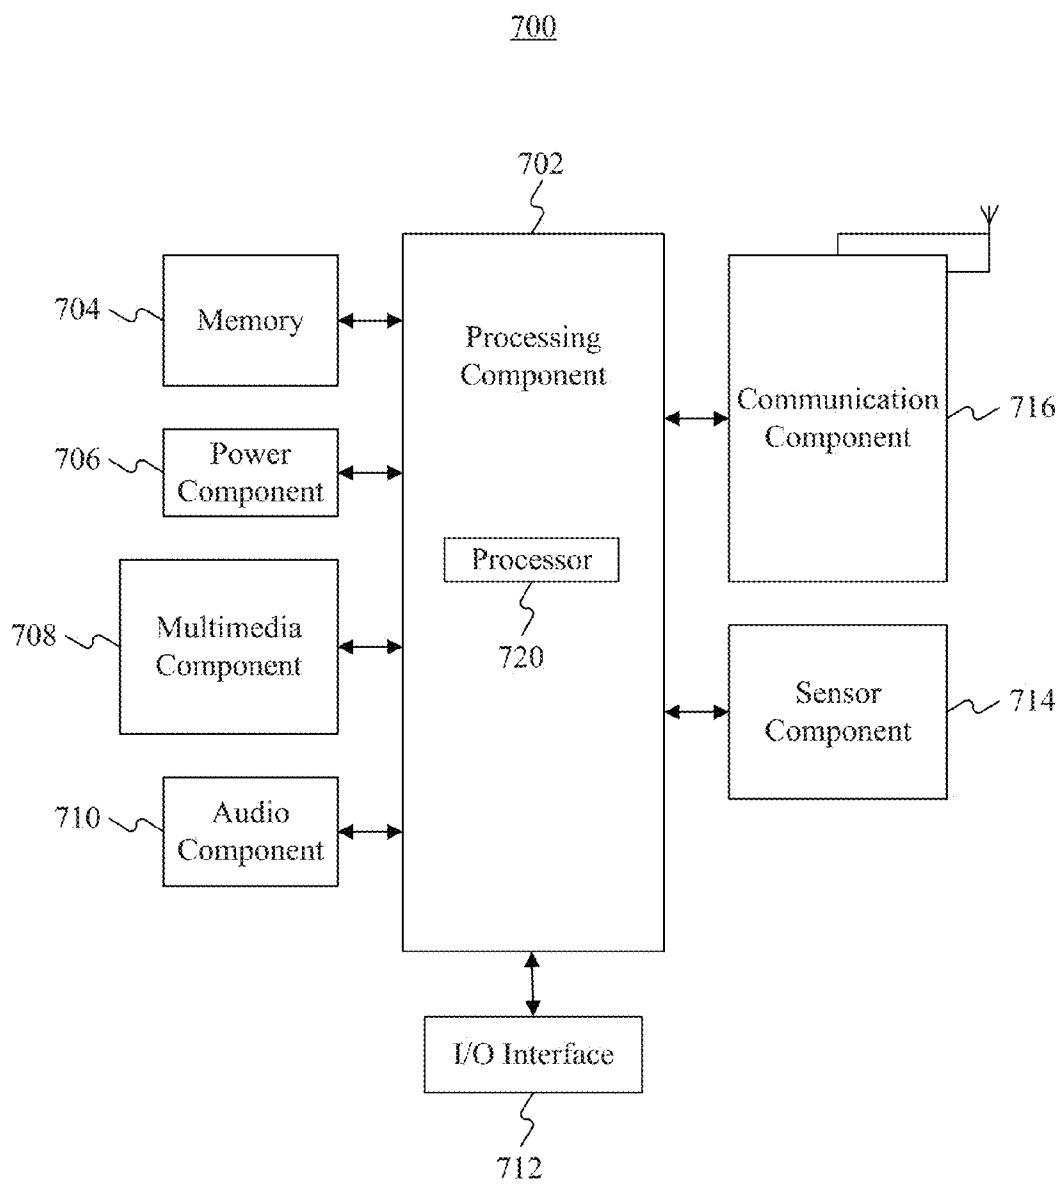 700
702
704
Memory
Processing
Component
Communication
Component
716
706
Power
Component
Processor
720
708
Multimedia
Component
Sensor
Component
714
710
Audio
Component
I/O Interface
712